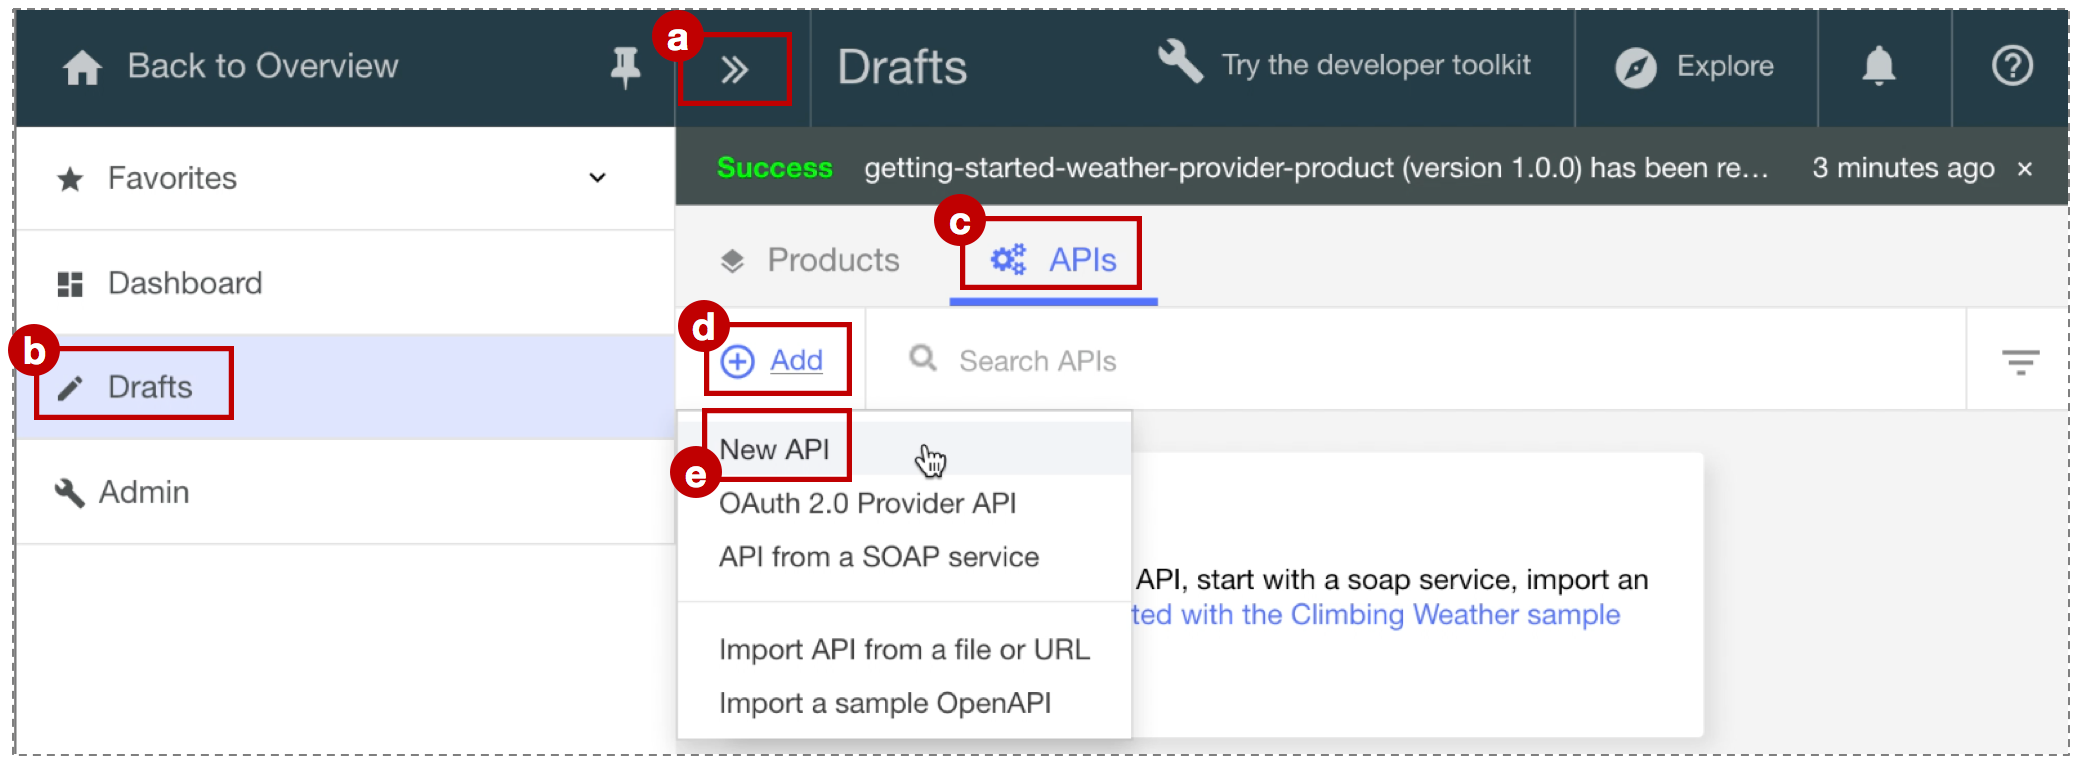 Back to Overview
a
Drafts
Try the developer toolkit
Explore
Success getting-started-weather-provider-product (version 1.0.0) has been re... 3 minutes ago ×
Favorites
Dashboard
b
Drafts
Admin
Products
c
APIs
d
Add
Search APIs
e
New API
OAuth 2.0 Provider API
API from a SOAP service
Import API from a file or URL
Import a sample OpenAPI
API, start with a soap service, import an
ted with the Climbing Weather sample